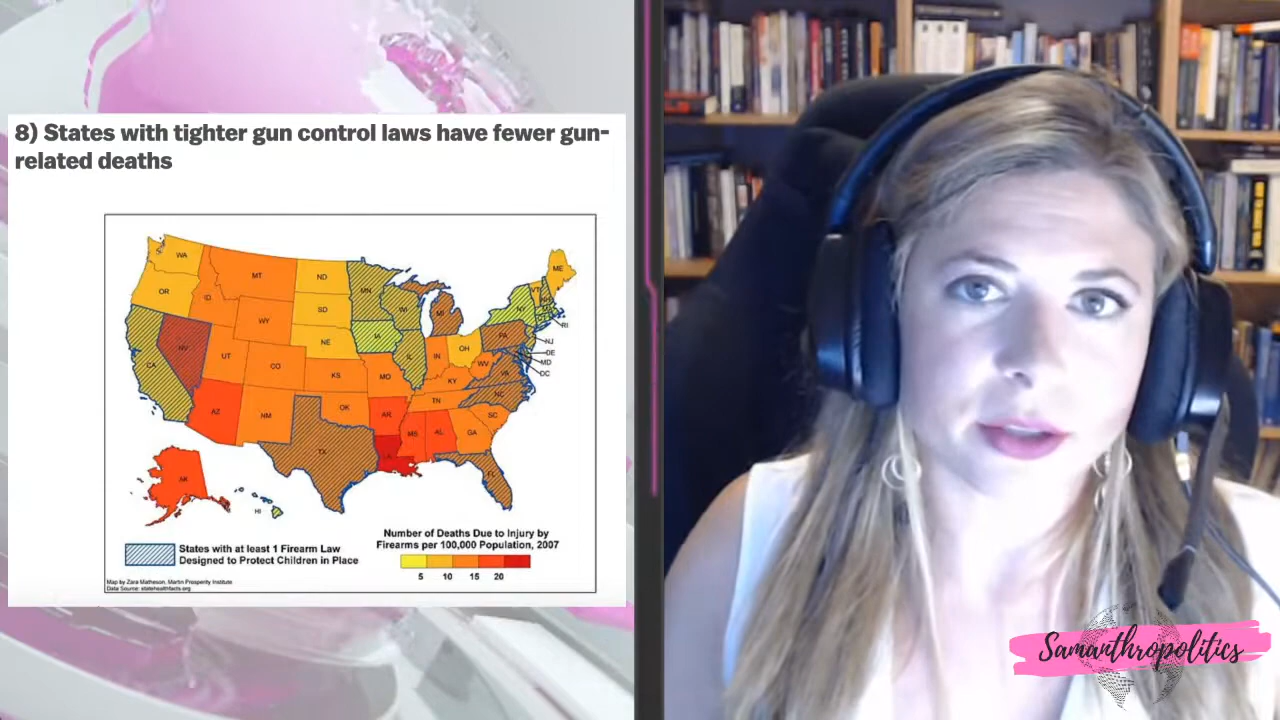 8) States with tighter gun control laws have fewer gun-
related deaths
WA
MT
ND
MN
ME
OR
ID
SD
WI
MI
NY
VT
WY
RI
NE
IA
PA
NJ
NV
UT
CO
IL
IN
OH
DE
MD
DC
CA
KS
MO
WV
VA
KY
NC
AZ
NM
OK
AR
TN
SC
MS
AL
GA
TX
LA
FL
AK
HI
Number of Deaths Due to Injury by
Firearms per 100,000 Population, 2007
5 10 15 20
States with at least 1 Firearm Law
Designed to Protect Children in Place
Map by Zara Matheson, Martin Prosperity Institute
Data Source: statehealthfacts.org
Samanthropolitics